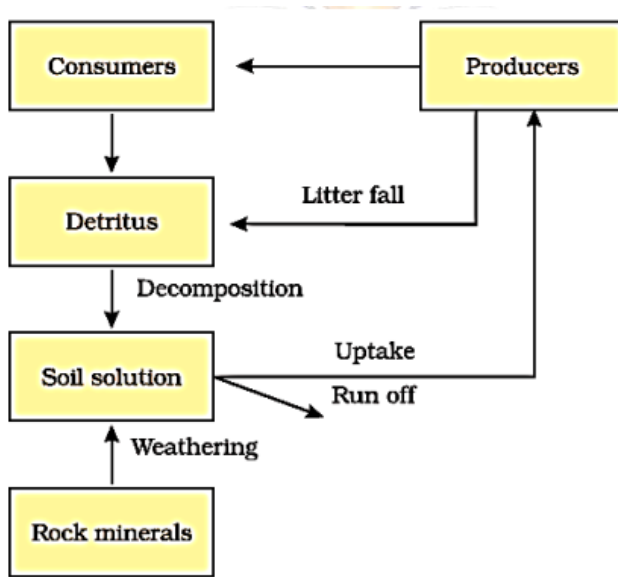 Consumers
Producers
Litter fall
Detritus
Decomposition
Uptake
Soil solution
Run off
Weathering
Rock minerals